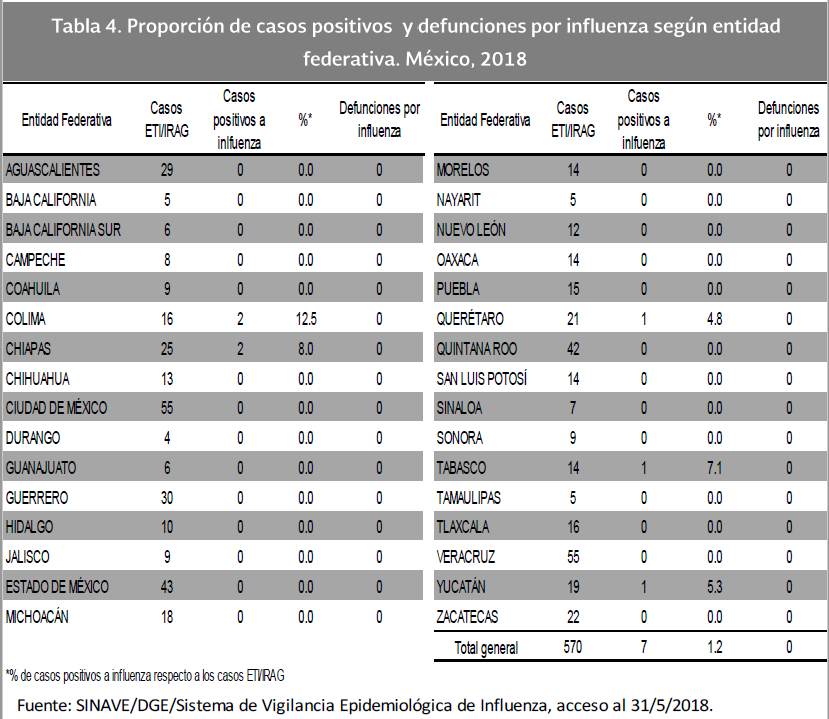 Tabla 4. Proporción de casos positivos y defunciones por influenza según entidad
federativa. México, 2018
Entidad Federativa Casos ETI/IRAG Casos positivos a inlfuenza %* Defunciones por influenza
AGUASCALIENTES 29 0 0.0 0
BAJA CALIFORNIA 5 0 0.0 0
BAJA CALIFORNIA SUR 6 0 0.0 0
CAMPECHE 8 0 0.0 0
COAHUILA 9 0 0.0 0
COLIMA 16 2 12.5 0
CHIAPAS 25 2 8.0 0
CHIHUAHUA 13 0 0.0 0
CIUDAD DE MÉXICO 55 0 0.0 0
DURANGO 4 0 0.0 0
GUANAJUATO 6 0 0.0 0
GUERRERO 30 0 0.0 0
HIDALGO 10 0 0.0 0
JALISCO 9 0 0.0 0
ESTADO DE MÉXICO 43 0 0.0 0
MICHOACÁN 18 0 0.0 0
Entidad Federativa Casos ETI/IRAG Casos positivos a inlfuenza %* Defunciones por influenza
MORELOS 14 0 0.0 0
NAYARIT 5 0 0.0 0
NUEVO LEÓN 12 0 0.0 0
OAXACA 14 0 0.0 0
PUEBLA 15 0 0.0 0
QUERÉTARO 21 1 4.8 0
QUINTANA ROO 42 0 0.0 0
SAN LUIS POTOSÍ 14 0 0.0 0
SINALOA 7 0 0.0 0
SONORA 9 0 0.0 0
TABASCO 14 1 7.1 0
TAMAULIPAS 5 0 0.0 0
TLAXCALA 16 0 0.0 0
VERACRUZ 55 0 0.0 0
YUCATÁN 19 1 5.3 0
ZACATECAS 22 0 0.0 0
Total general 570 7 1.2 0
*% de casos positivos a influenza respecto a los casos ETI/IRAG
Fuente: SINAVE/DGE/Sistema de Vigilancia Epidemiológica de Influenza, acceso al 31/5/2018.